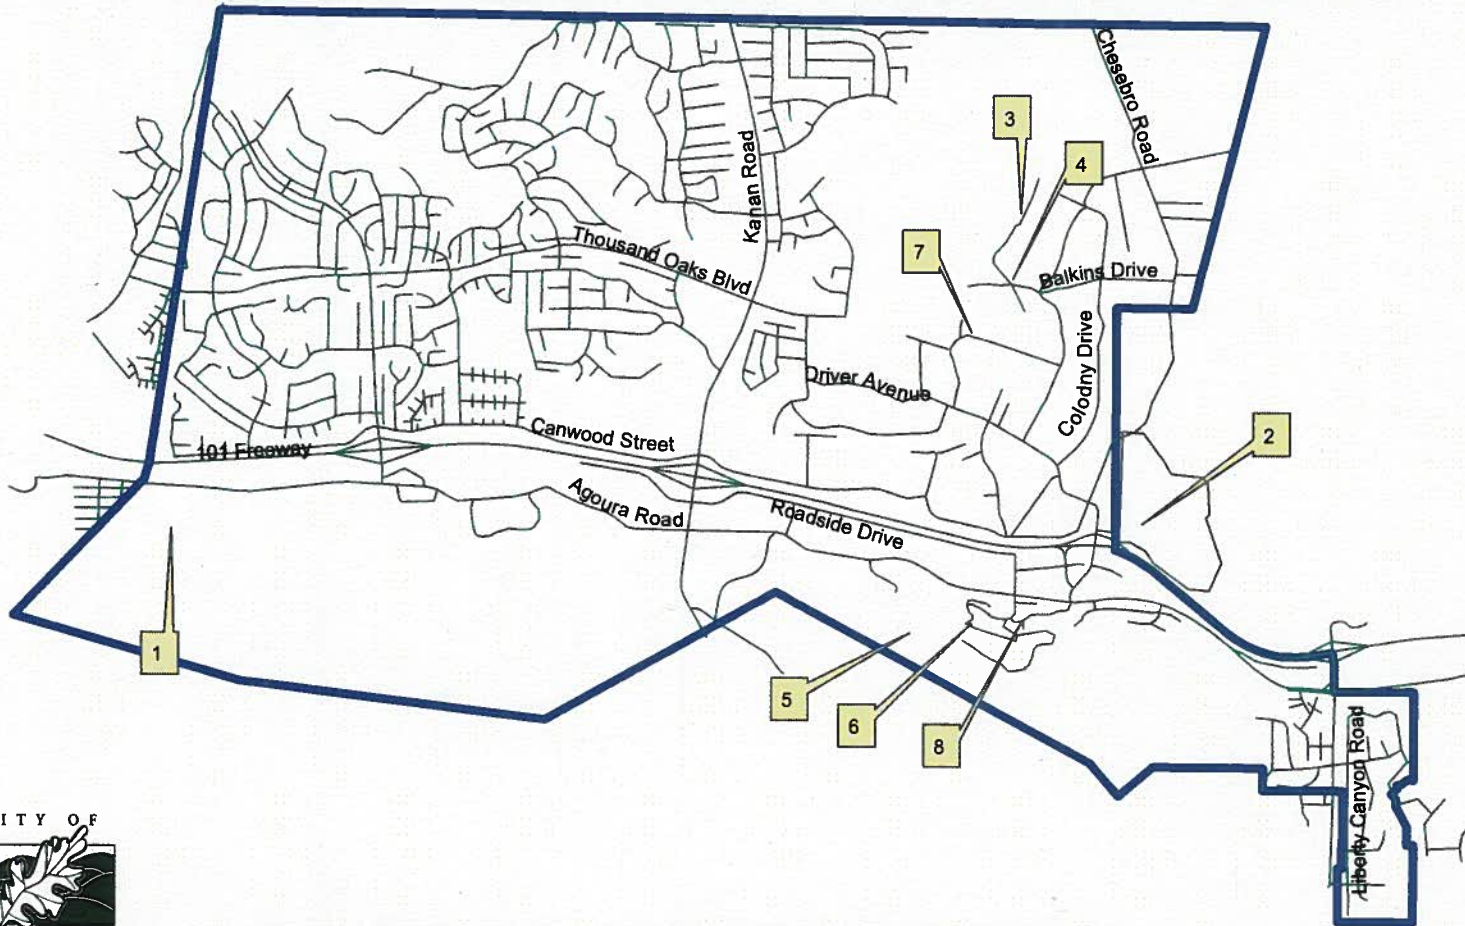 Chesebro Road
3
4
Kanan Road
Thousand Oaks Blvd
7
Balkins Drive
Colodny Drive
Driver Avenue
2
101 Freeway
Canwood Street
Agoura Road
Roadside Drive
1
5
6
8
Liberty Canyon Road
ITY OF